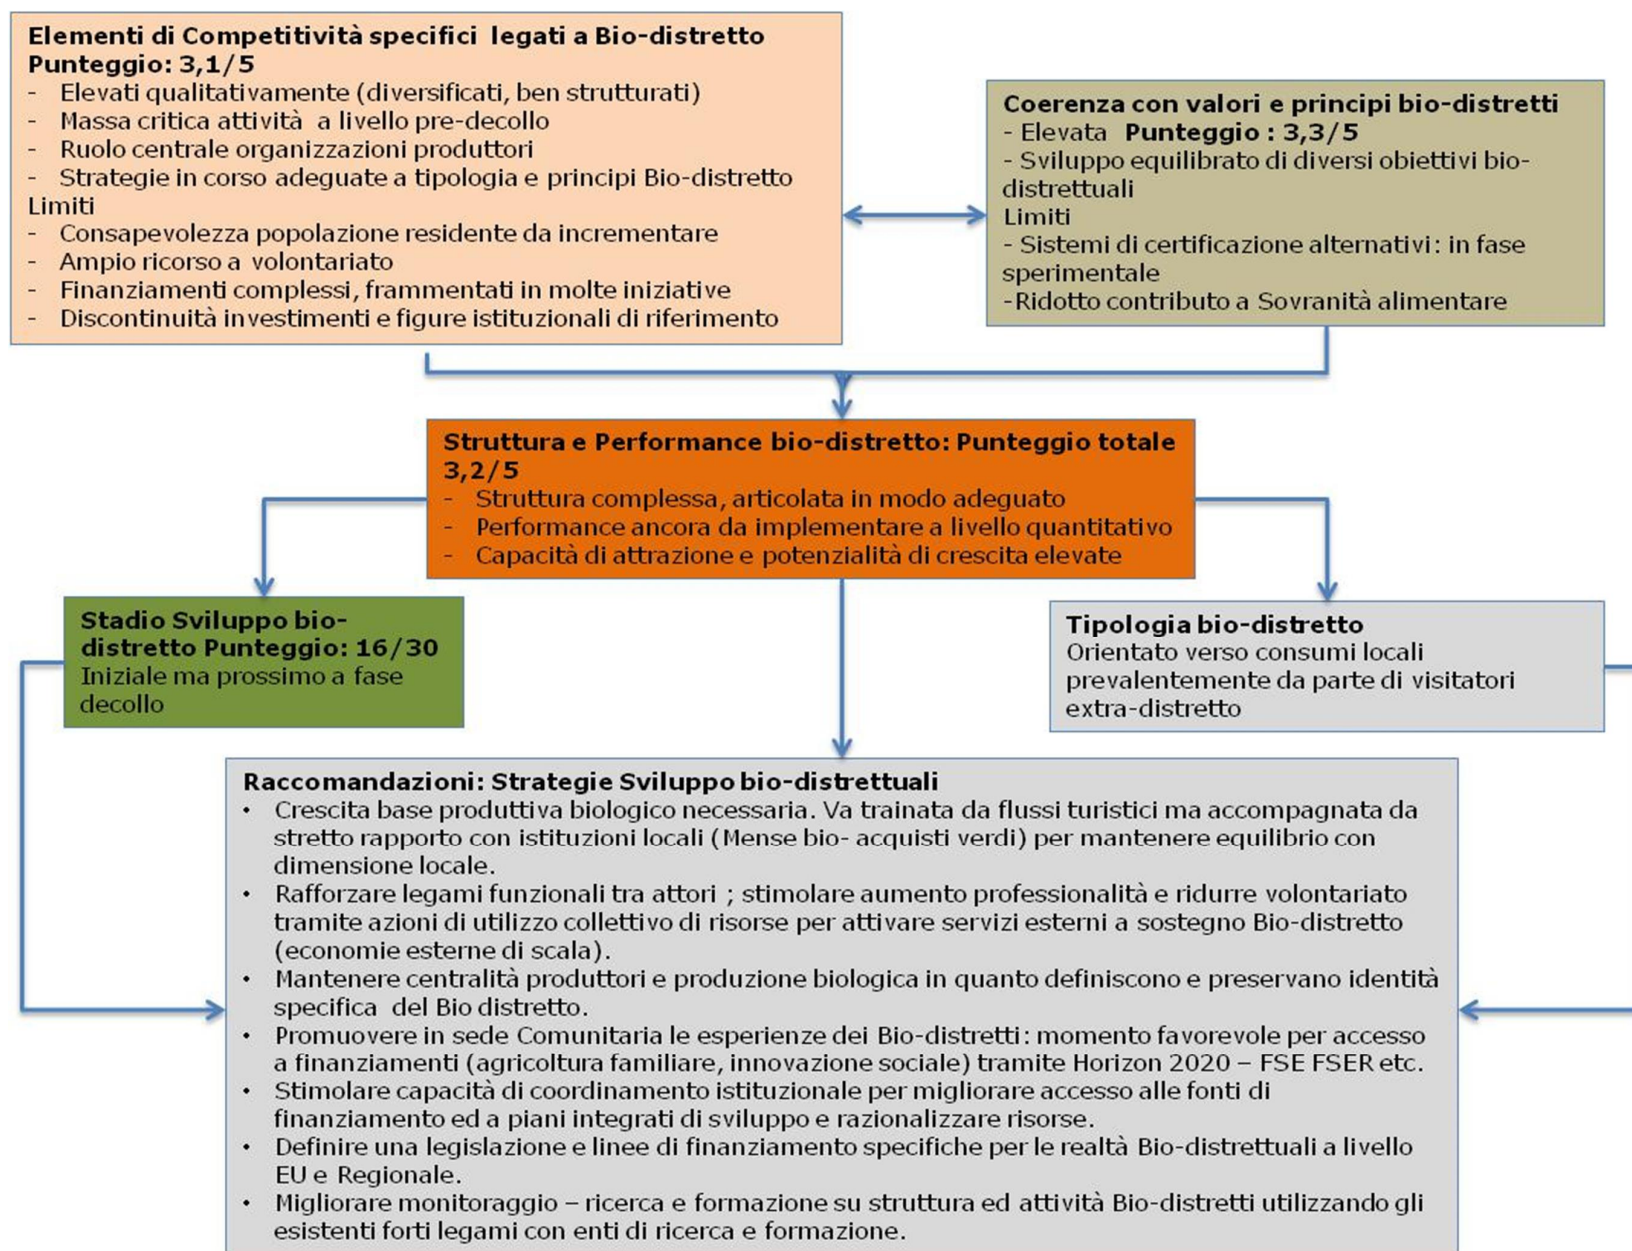 Elementi di Competitività specifici legati a Bio-distretto
Punteggio: 3,1/5
- Elevati qualitativamente (diversificati, ben strutturati)
- Massa critica attività a livello pre-decollo
- Ruolo centrale organizzazioni produttori
- Strategie in corso adeguate a tipologia e principi Bio-distretto
Limiti
- Consapevolezza popolazione residente da incrementare
- Ampio ricorso a volontariato
- Finanziamenti complessi, frammentati in molte iniziative
- Discontinuità investimenti e figure istituzionali di riferimento
Coerenza con valori e principi bio-distretti
- Elevata Punteggio : 3,3/5
- Sviluppo equilibrato di diversi obiettivi bio-
distrettuali
Limiti
- Sistemi di certificazione alternativi: in fase
sperimentale
-Ridotto contributo a Sovranità alimentare
Struttura e Performance bio-distretto: Punteggio totale
3,2/5
- Struttura complessa, articolata in modo adeguato
- Performance ancora da implementare a livello quantitativo
- Capacità di attrazione e potenzialità di crescita elevate
Stadio Sviluppo bio-
distretto Punteggio: 16/30
Iniziale ma prossimo a fase
decollo
Tipologia bio-distretto
Orientato verso consumi locali
prevalentemente da parte di visitatori
extra-distretto
Raccomandazioni: Strategie Sviluppo bio-distrettuali
• Crescita base produttiva biologico necessaria. Va trainata da flussi turistici ma accompagnata da
stretto rapporto con istituzioni locali (Mense bio- acquisti verdi) per mantenere equilibrio con
dimensione locale.
• Rafforzare legami funzionali tra attori ; stimolare aumento professionalità e ridurre volontariato
tramite azioni di utilizzo collettivo di risorse per attivare servizi esterni a sostegno Bio-distretto
(economie esterne di scala).
• Mantenere centralità produttori e produzione biologica in quanto definiscono e preservano identità
specifica del Bio distretto.
• Promuovere in sede Comunitaria le esperienze dei Bio-distretti: momento favorevole per accesso
a finanziamenti (agricoltura familiare, innovazione sociale) tramite Horizon 2020 – FSE FSER etc.
• Stimolare capacità di coordinamento istituzionale per migliorare accesso alle fonti di
finanziamento ed a piani integrati di sviluppo e razionalizzare risorse.
• Definire una legislazione e linee di finanziamento specifiche per le realtà Bio-distrettuali a livello
EU e Regionale.
• Migliorare monitoraggio – ricerca e formazione su struttura ed attività Bio-distretti utilizzando gli
esistenti forti legami con enti di ricerca e formazione.